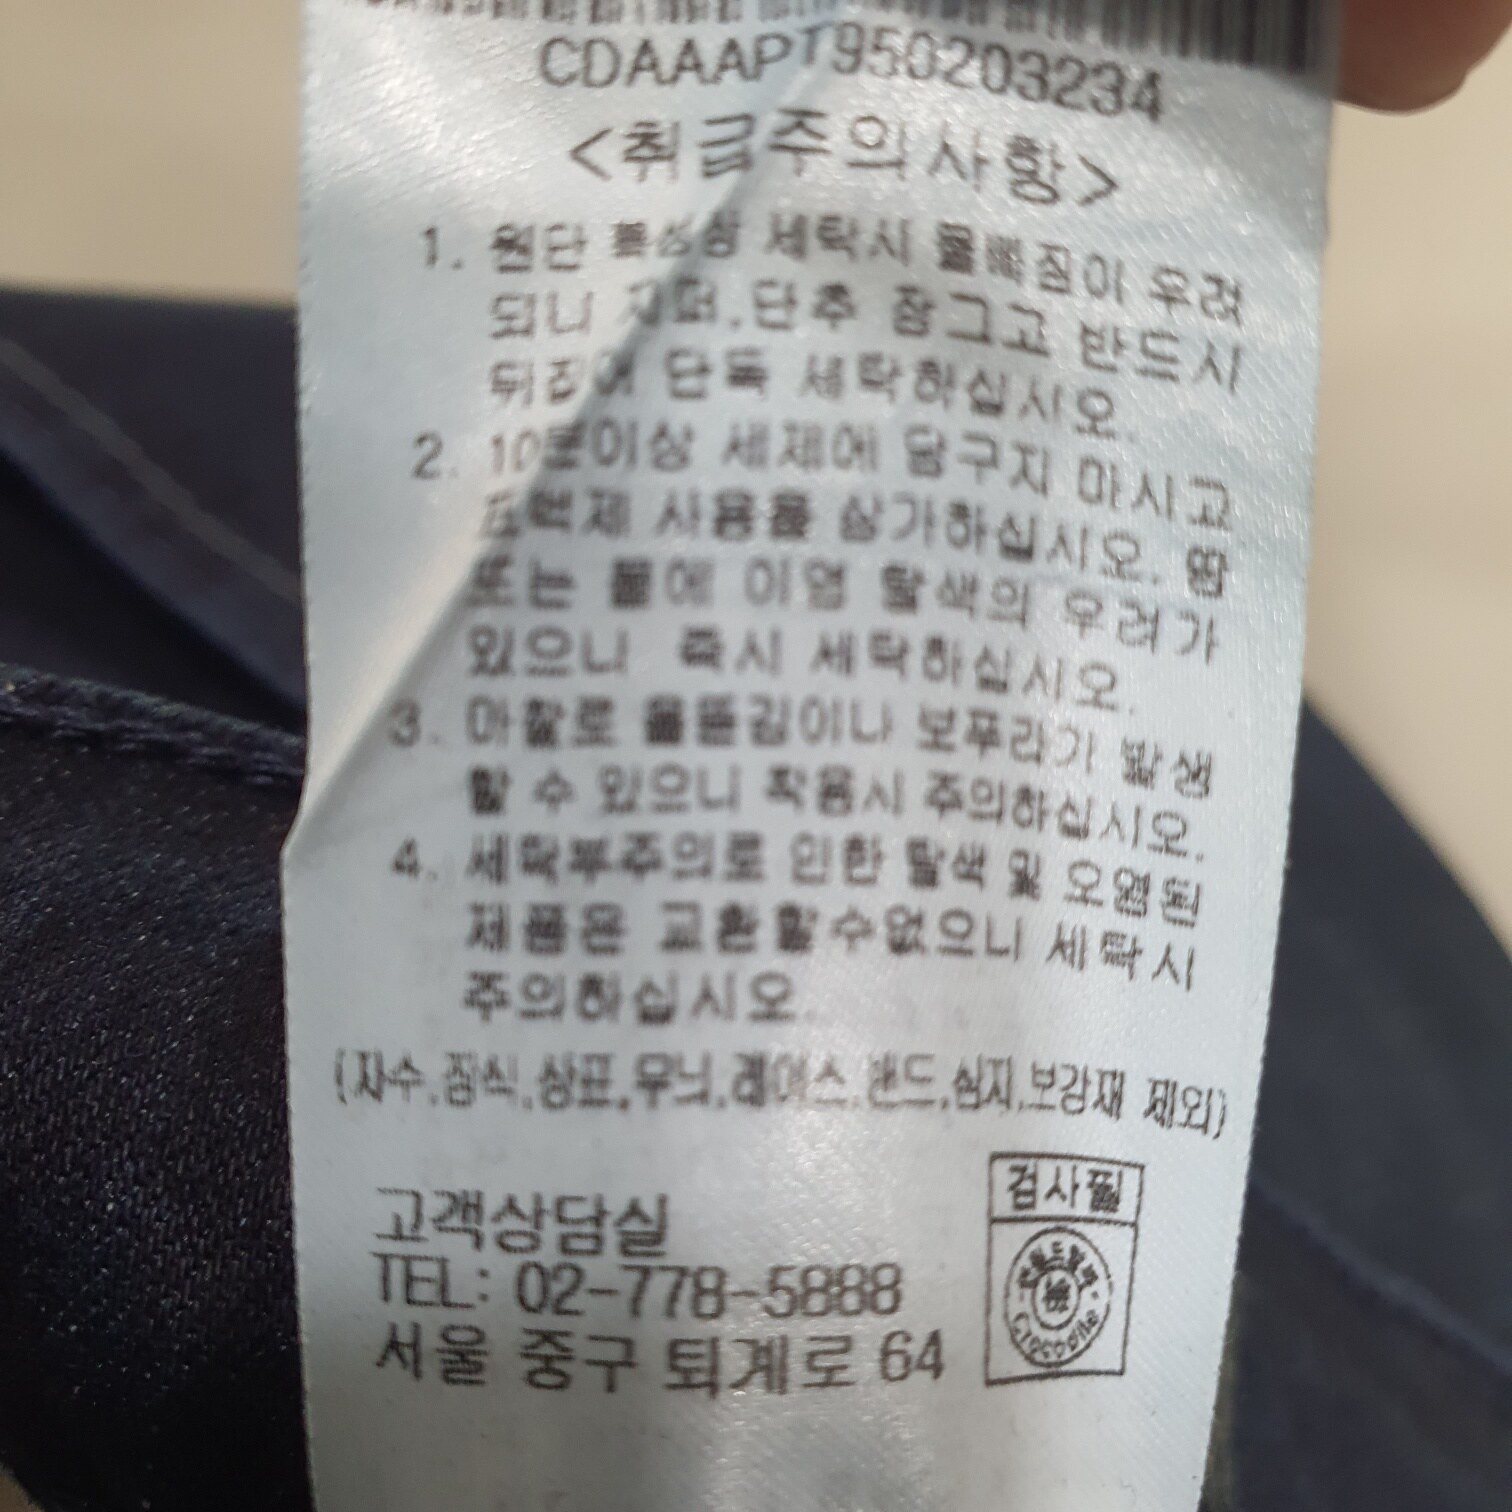 CDAAAPT950203234
<취급주의사항>
1. 원단 특성상 세탁시 물빠짐이 우려
되니 지퍼,단추 잠그고 반드시
뒤집어 단독 세탁하십시오.
2. 10분이상 세제에 담구지 마시고
표백제 사용을 삼가하십시오. 땀
또는 물에 이염 탈색의 우려가
있으니 즉시 세탁하십시오.
3. 마찰로 올뜯김이나 보푸라기 발생
할 수 있으니 착용시 주의하십시오.
4. 세탁부주의로 인한 탈색 및 오염된
제품은 교환할수없으니 세탁시
주의하십시오.
(자수,장식,상표,무늬,레이스,밴드,심지,보강재 제외)
검사필
Crocodile
고객상담실
TEL: 02-778-5888
서울 중구 퇴계로 64